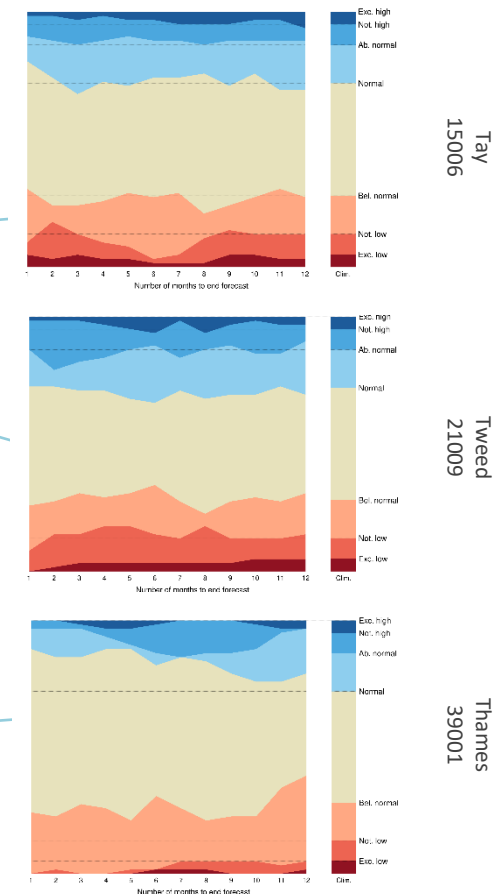 Exc. high
Not. high
Ab. normal
Normal
Bel. normal
Not. low
Exc. low
1 2 3 4 5 6 7 8 9 10 11 12 Clim.
Number of months to end forecast
Tay
15006
Exc. high
Not. high
Ab. normal
Normal
Bel. normal
Not. low
Exc. low
1 2 3 4 5 6 7 8 9 10 11 12 Clim.
Number of months to end forecast
Tweed
21009
Exc. high
Not. high
Ab. normal
Normal
Bel. normal
Not. low
Exc. low
1 2 3 4 5 6 7 8 9 10 11 12 Clim.
Number of months to end forecast
Thames
39001